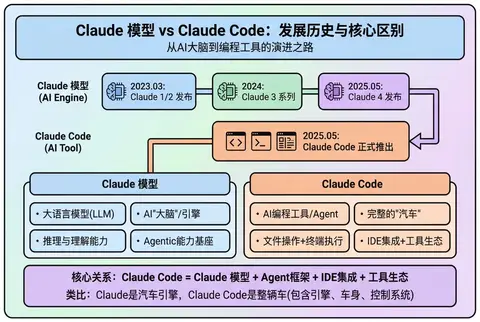 Claude 模型 vs Claude Code：发展历史与核心区别
从AI大脑到编程工具的演进之路
Claude 模型
(AI Engine)
2023.03:
Claude 1/2 发布
2024:
Claude 3 系列
2025.05:
Claude 4 发布
Claude Code
(AI Tool)
2025.05:
Claude Code 正式推出
Claude 模型
• 大语言模型(LLM)
• AI"大脑"/引擎
• 推理与理解能力
• Agentic能力基座
Claude Code
• AI编程工具/Agent
• 完整的"汽车"
• 文件操作+终端执行
• IDE集成+工具生态
核心关系：Claude Code = Claude 模型 + Agent框架 + IDE集成 + 工具生态
类比：Claude是汽车引擎，Claude Code是整辆车(包含引擎、车身、控制系统)